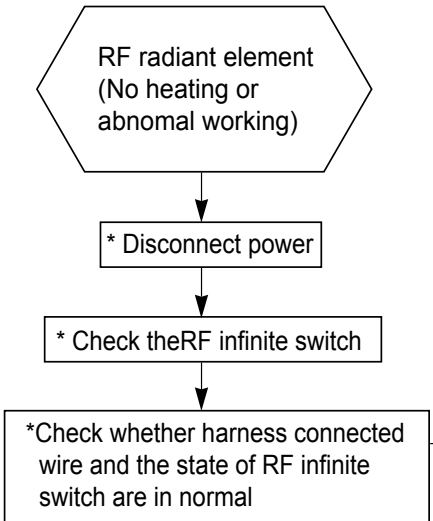 RF radiant element
(No heating or
abnomal working)
* Disconnect power
* Check theRF infinite switch
*Check whether harness connected
wire and the state of RF infinite
switch are in normal